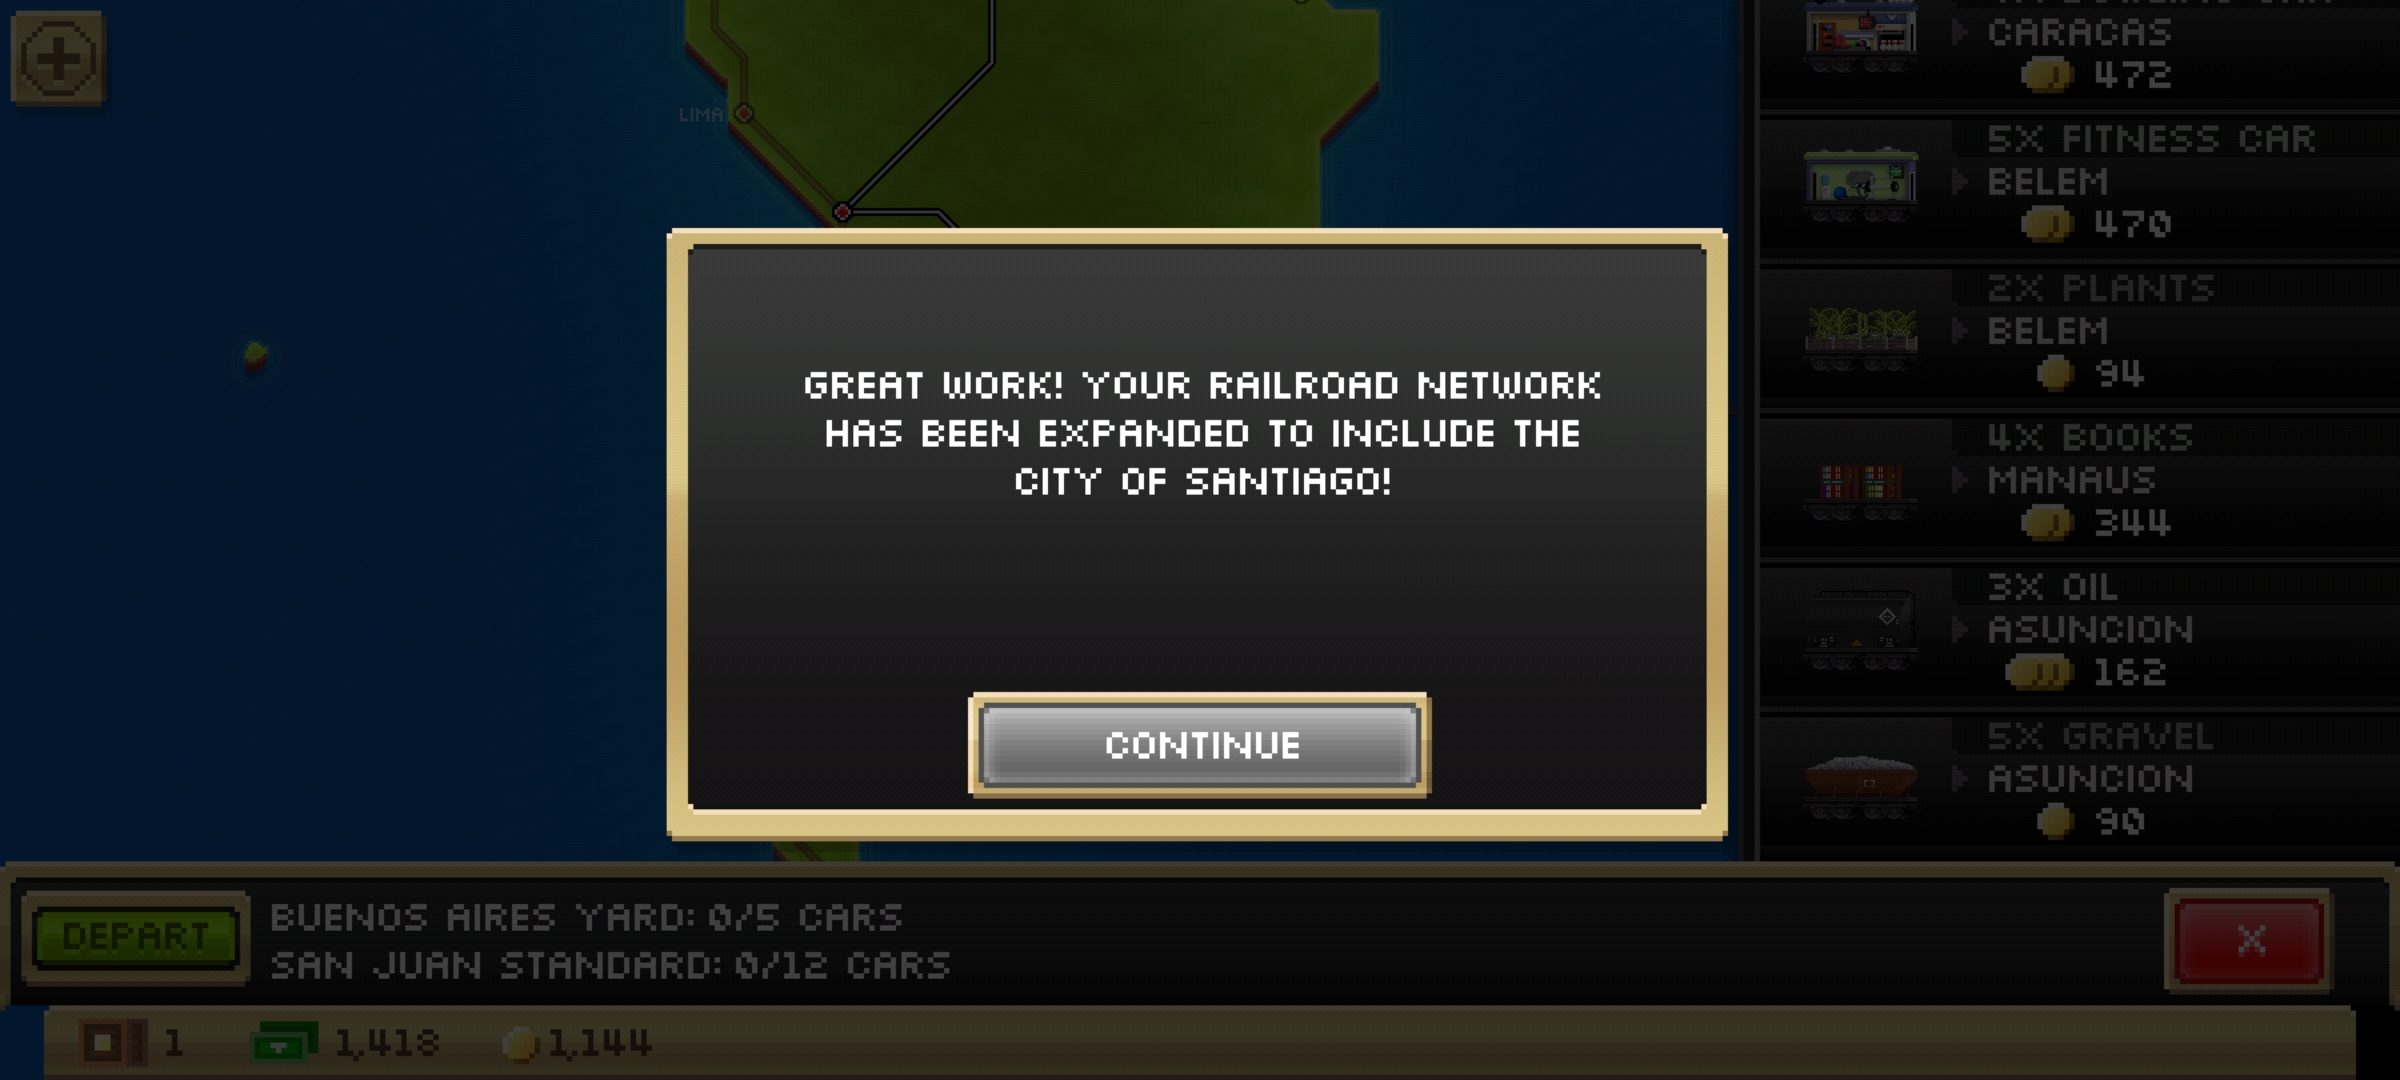 LIMA
GREAT WORK! YOUR RAILROAD NETWORK
HAS BEEN EXPANDED TO INCLUDE THE
CITY OF SANTIAGO!
CONTINUE
CARACAS
472
5X FITNESS CAR
BELEM
470
2X PLANTS
BELEM
94
4X BOOKS
MANAUS
344
3X OIL
ASUNCION
162
5X GRAVEL
ASUNCION
90
DEPART
BUENOS AIRES YARD: 0/5 CARS
SAN JUAN STANDARD: 0/12 CARS
X
1 1,418 1,144